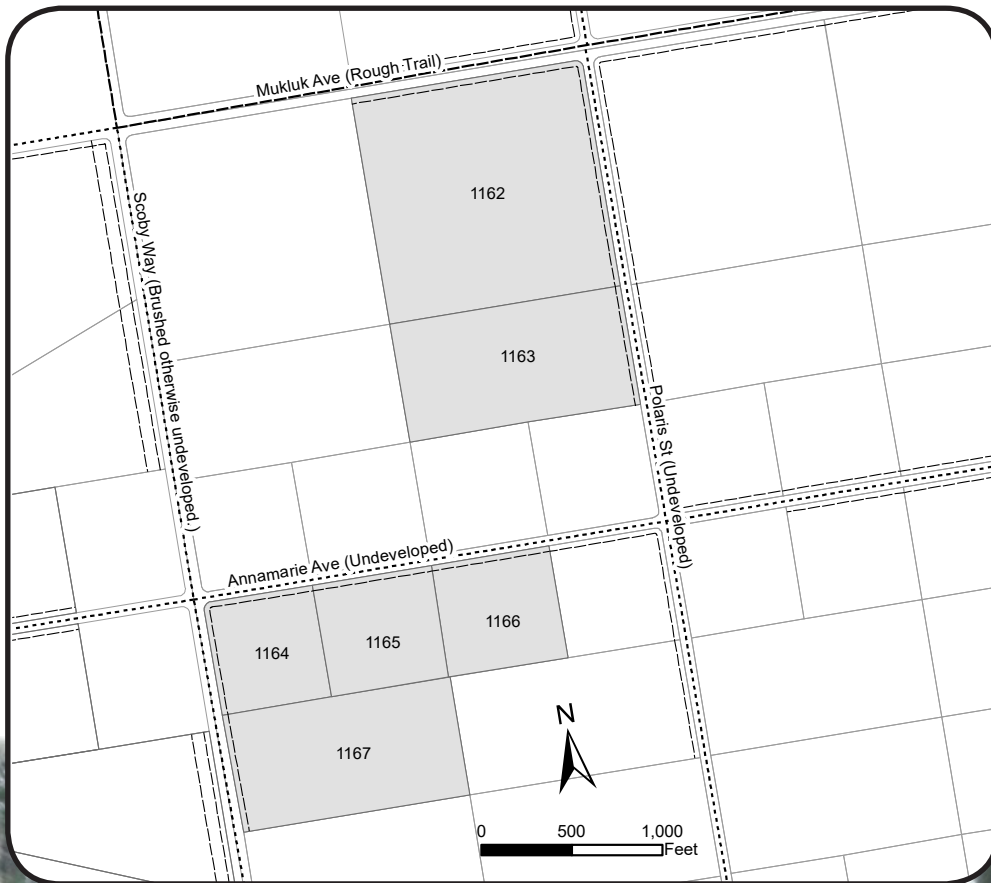 Mukluk Ave (Rough Trail)
1162
Scoby Way (Brushed otherwise undeveloped.)
1163
Polaris St (Undeveloped)
Annamarie Ave (Undeveloped)
1164
1165
1166
1167
N
0 500 1,000
Feet